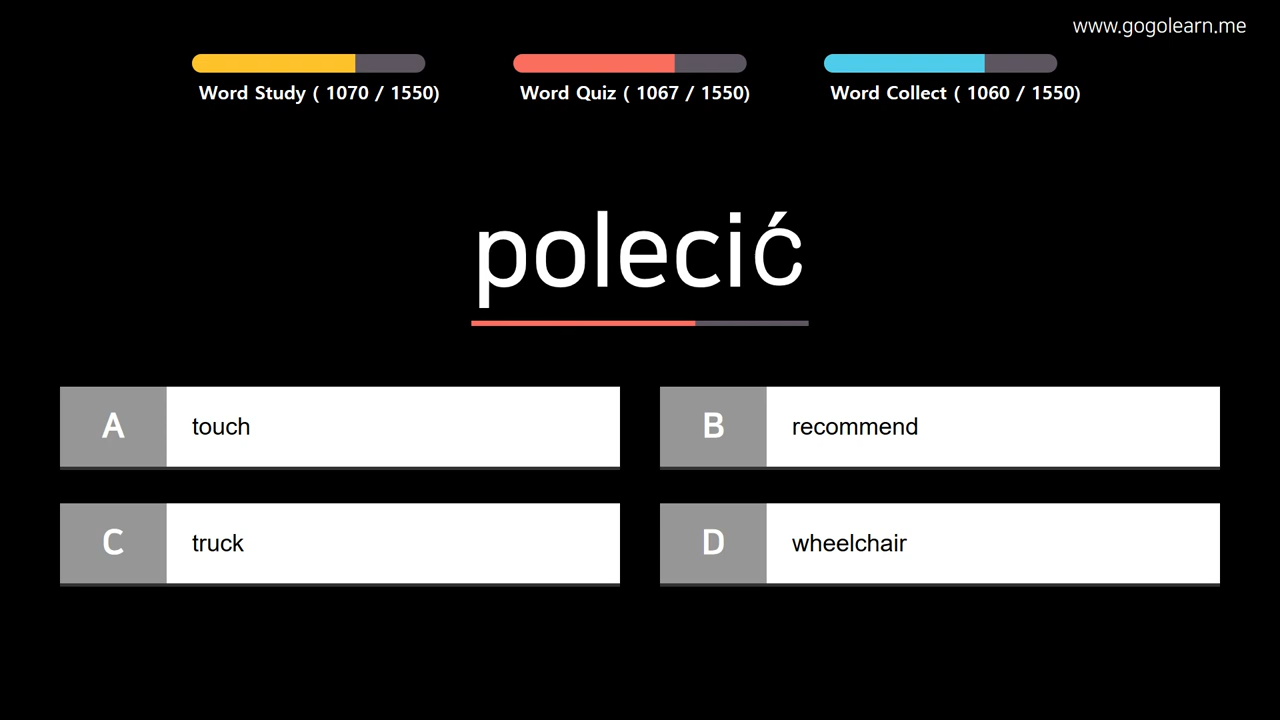 www.gogolearn.me
Word Study ( 1070 / 1550)
Word Quiz ( 1067 / 1550)
Word Collect ( 1060 / 1550)
polecić
A touch
B recommend
C truck
D wheelchair